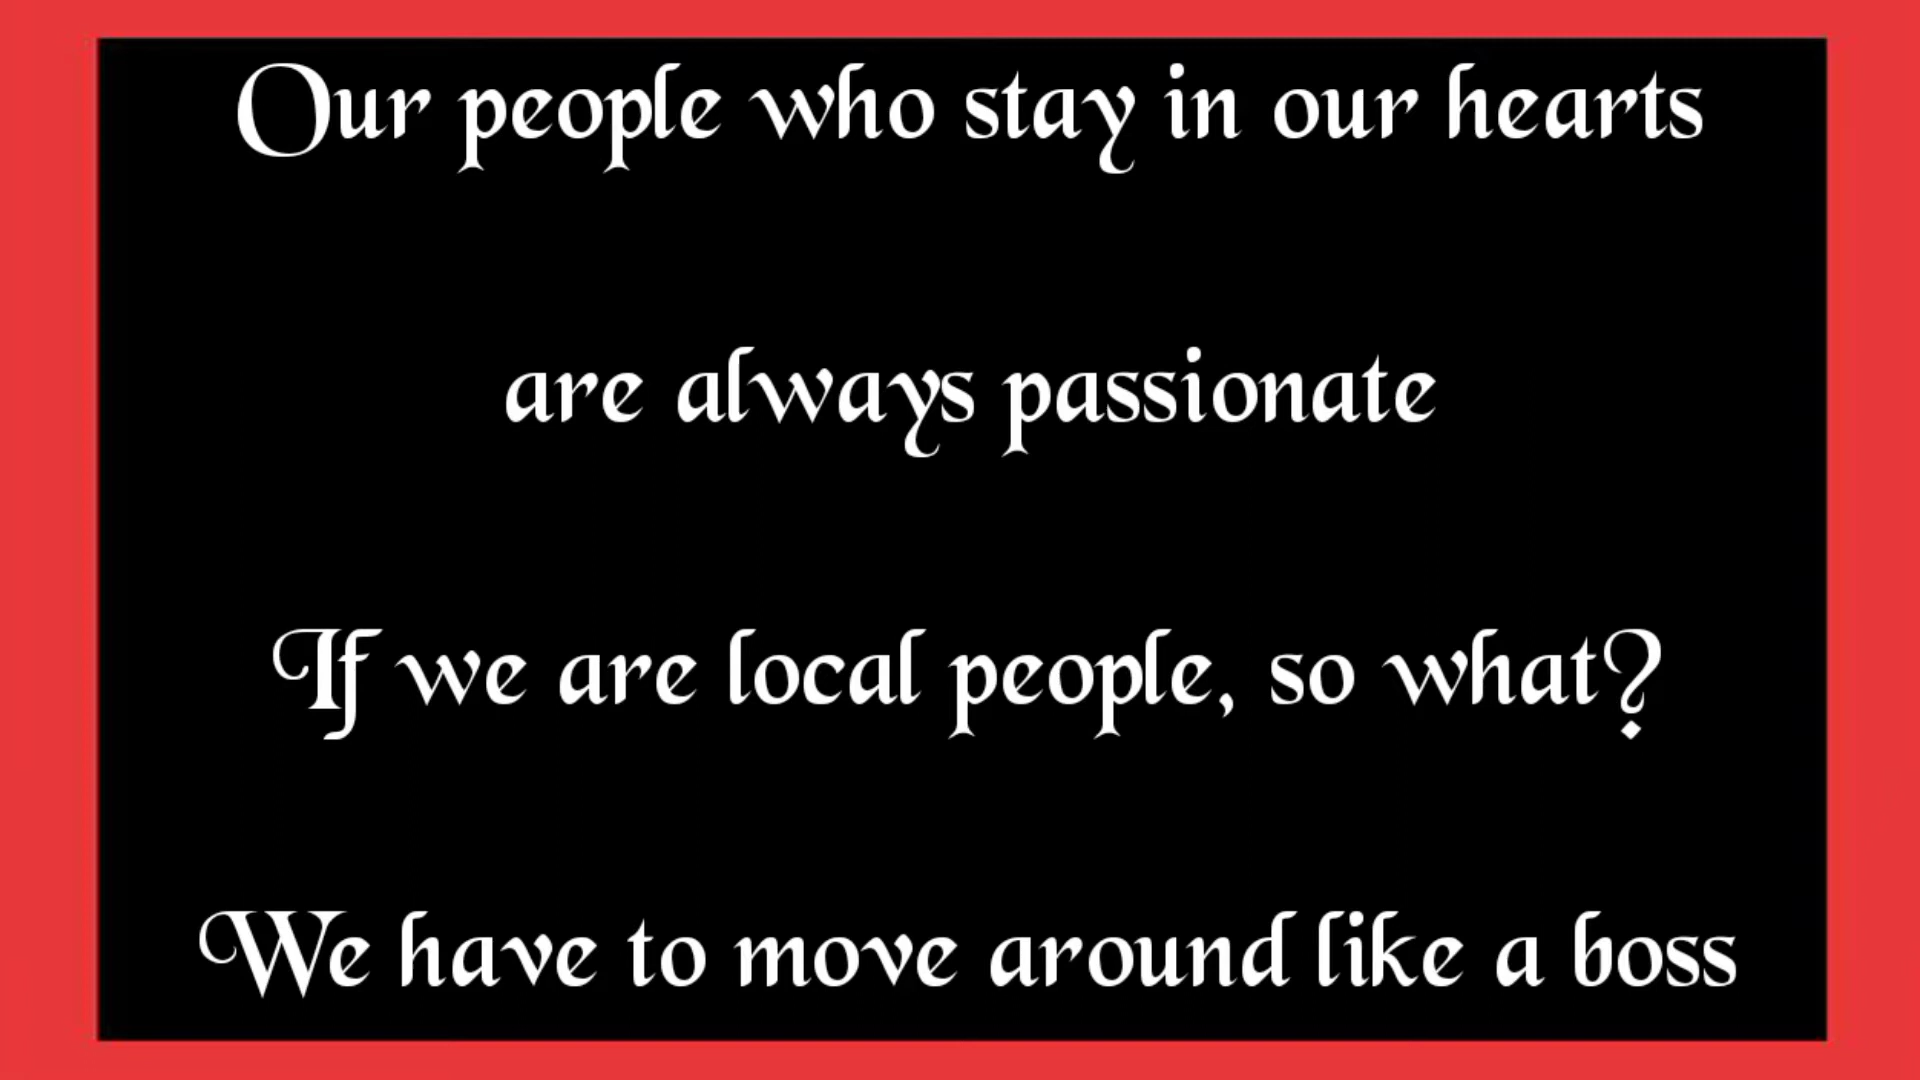 Our people who stay in our hearts
are always passionate
If we are local people, so what?
We have to move around like a boss